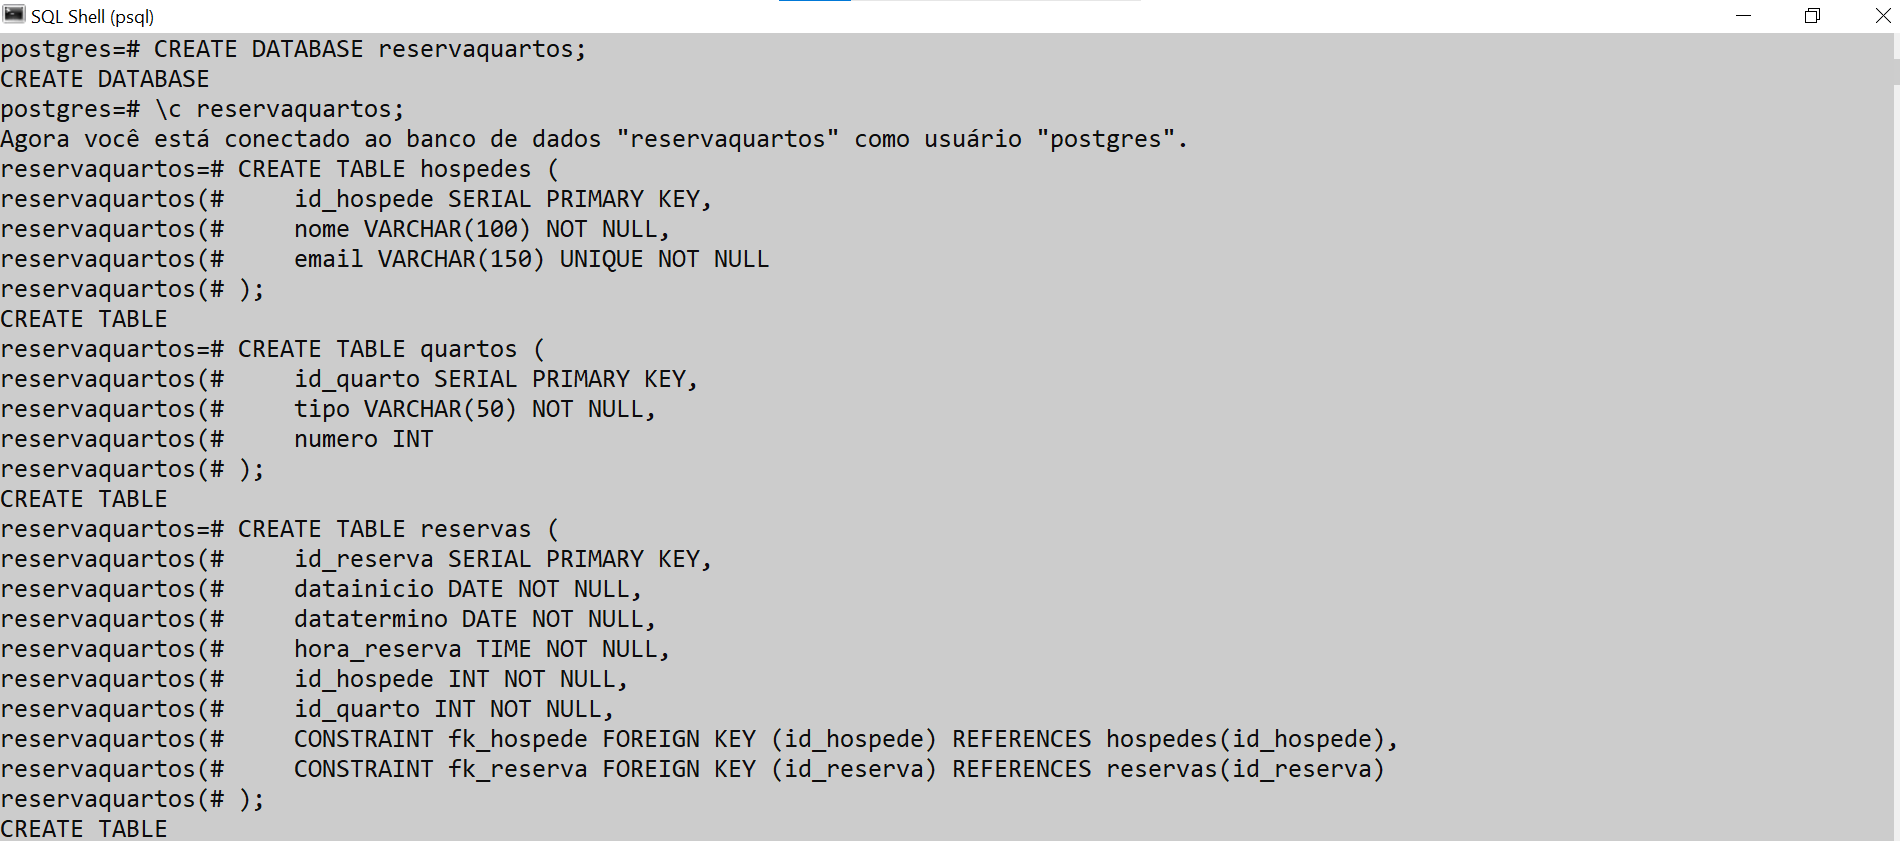 SQL Shell (psql)
postgres=# CREATE DATABASE reservaquartos;
CREATE DATABASE
postgres=# \c reservaquartos;
Agora você está conectado ao banco de dados "reservaquartos" como usuário "postgres".
reservaquartos=# CREATE TABLE hospedes (
reservaquartos(#     id_hospede SERIAL PRIMARY KEY,
reservaquartos(#     nome VARCHAR(100) NOT NULL,
reservaquartos(#     email VARCHAR(150) UNIQUE NOT NULL
reservaquartos(# );
CREATE TABLE
reservaquartos=# CREATE TABLE quartos (
reservaquartos(#     id_quarto SERIAL PRIMARY KEY,
reservaquartos(#     tipo VARCHAR(50) NOT NULL,
reservaquartos(#     numero INT
reservaquartos(# );
CREATE TABLE
reservaquartos=# CREATE TABLE reservas (
reservaquartos(#     id_reserva SERIAL PRIMARY KEY,
reservaquartos(#     datainicio DATE NOT NULL,
reservaquartos(#     datatermino DATE NOT NULL,
reservaquartos(#     hora_reserva TIME NOT NULL,
reservaquartos(#     id_hospede INT NOT NULL,
reservaquartos(#     id_quarto INT NOT NULL,
reservaquartos(#     CONSTRAINT fk_hospede FOREIGN KEY (id_hospede) REFERENCES hospedes(id_hospede),
reservaquartos(#     CONSTRAINT fk_reserva FOREIGN KEY (id_reserva) REFERENCES reservas(id_reserva)
reservaquartos(# );
CREATE TABLE